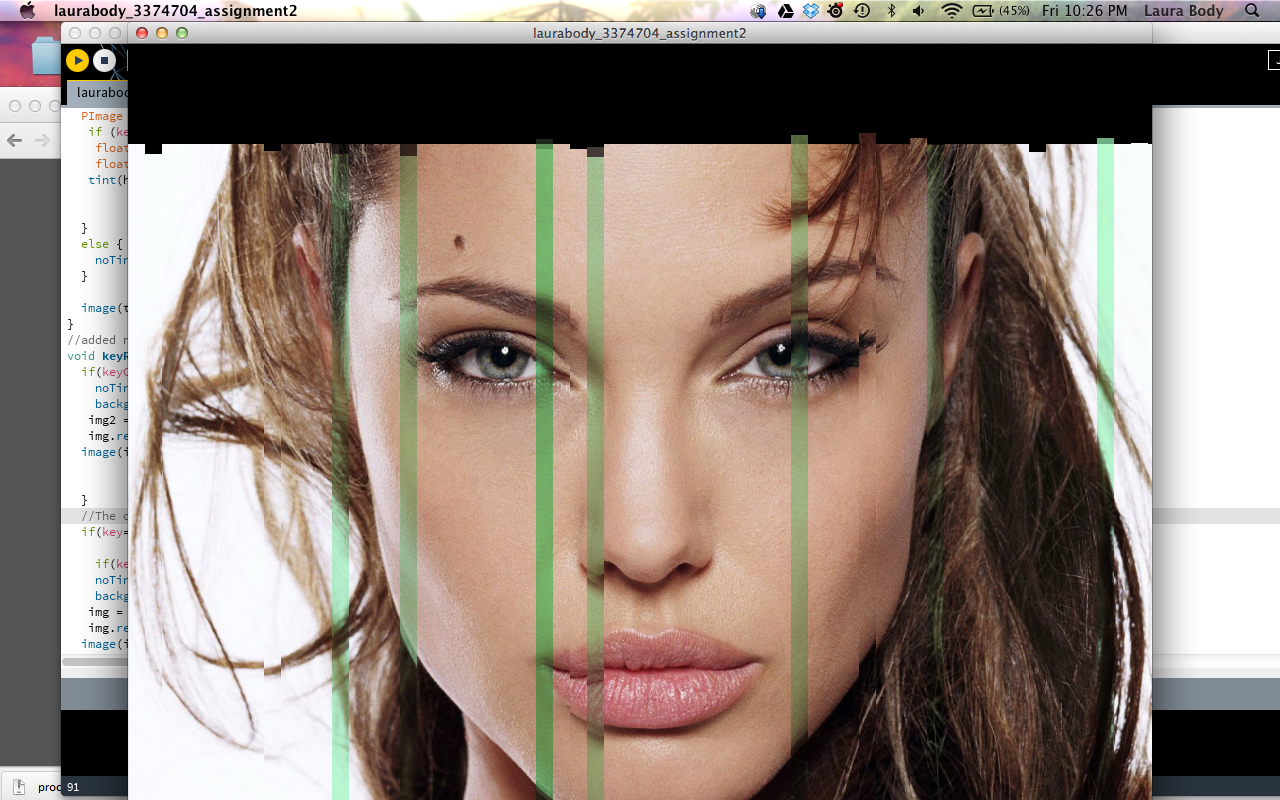 laurabody_3374704_assignment2
(45%) Fri 10:26 PM Laura Body
laurabody_3374704_assignment2
PImage
if (ke
float
float
tint(h
}
else {
noTin
}
image(t
}
//added n
void keyR
if(keyC
noTin
backg
img2 =
img.re
image(i
}
//The c
if(key=
if(ke
noTin
backg
img =
img.re
image(i
91
proc